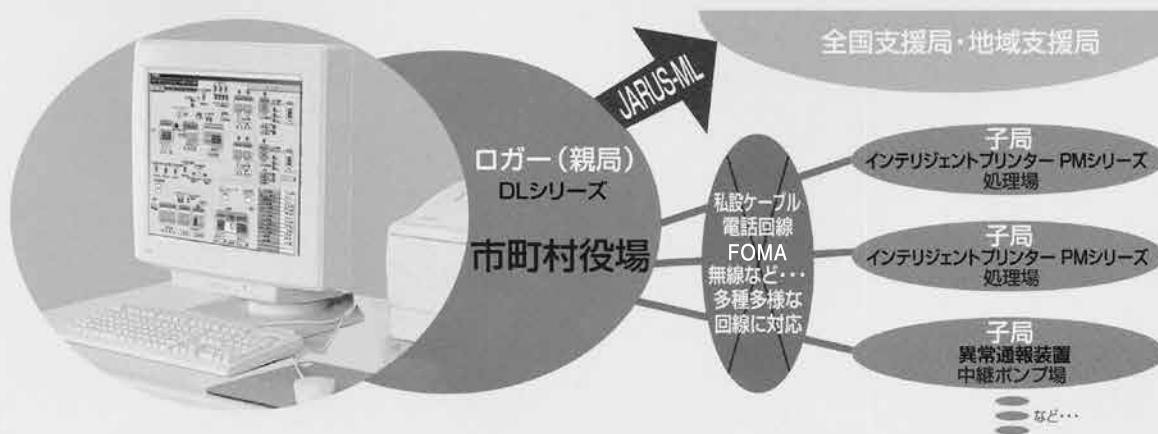 全国支援局・地域支援局
JARUS-ML
ロガー(親局)
DLシリーズ
市町村役場
私設ケーブル
電話回線
FOMA
無線など・・・
多種多様な
回線に対応
子局
インテリジェントプリンター PMシリーズ
処理場
子局
インテリジェントプリンター PMシリーズ
処理場
子局
異常通報装置
中継ポンプ場
など・・・